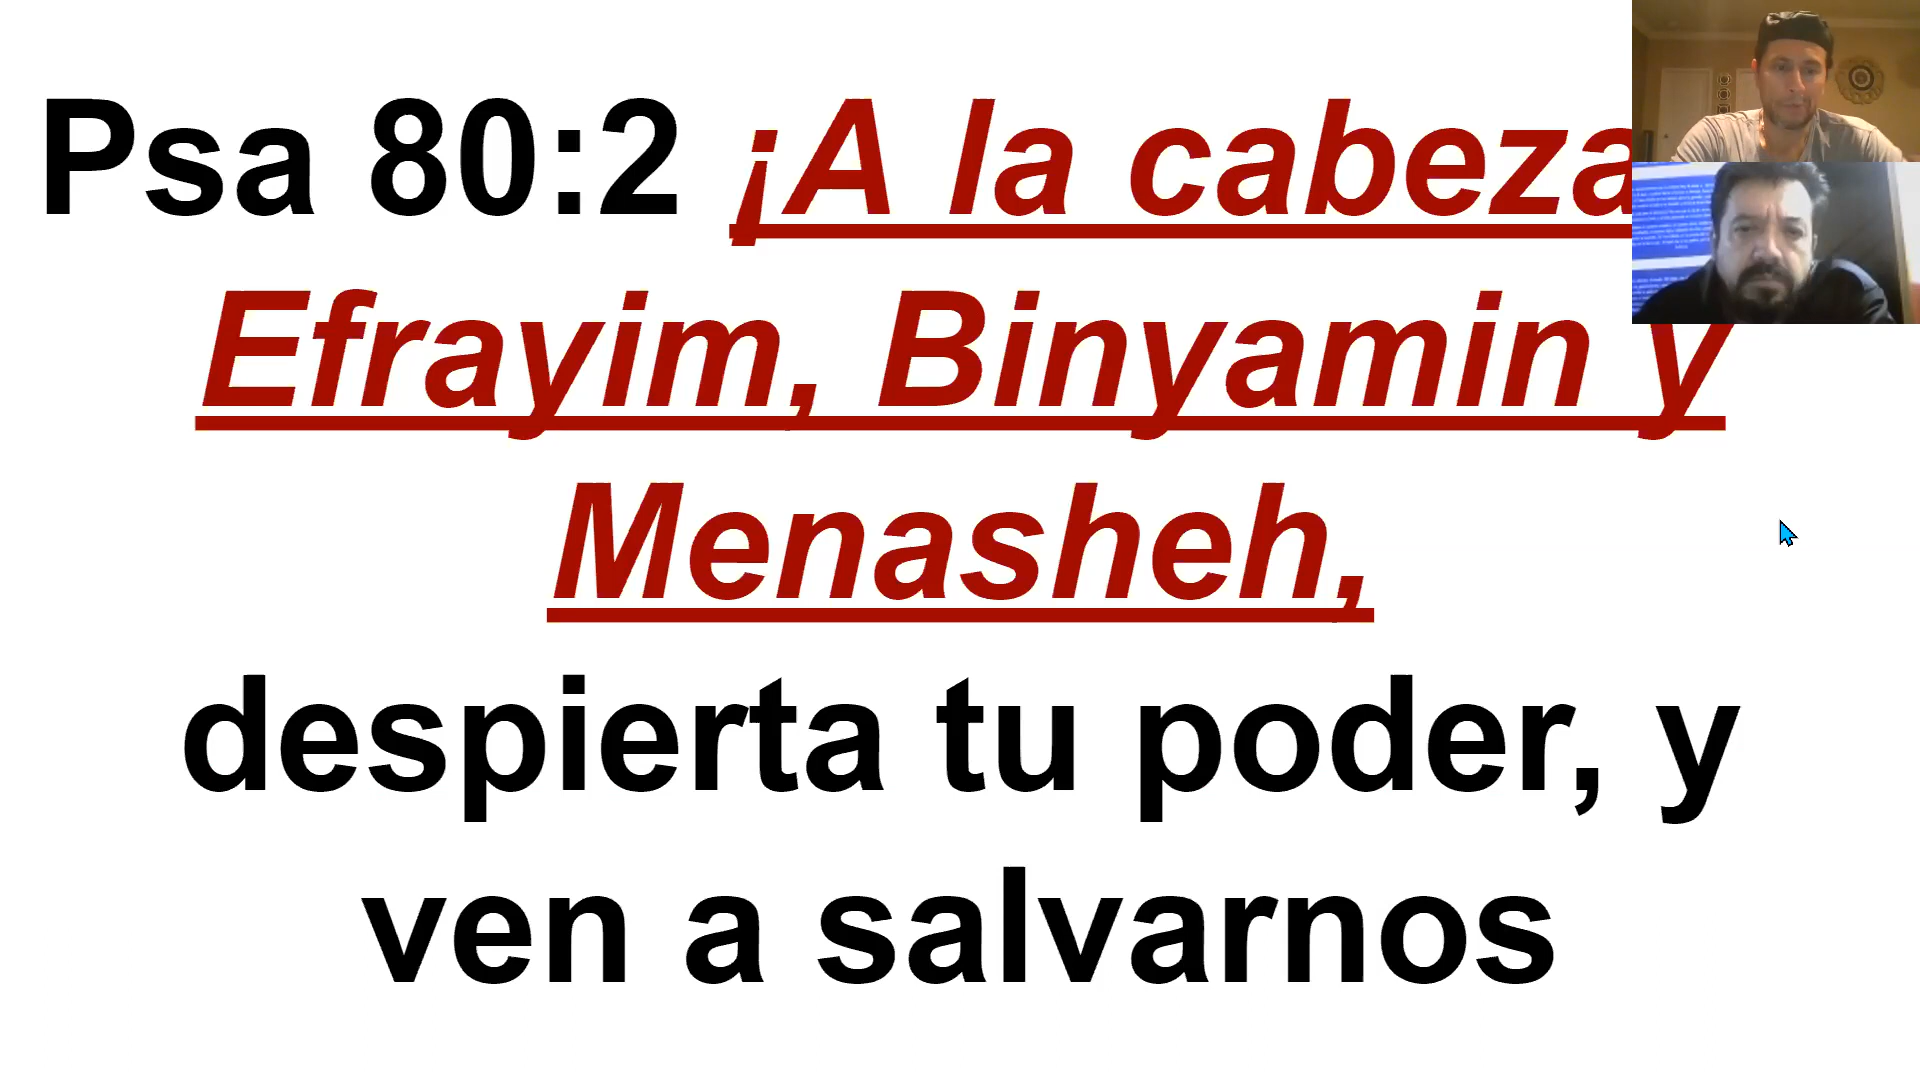 Psa 80:2 ¡A la cabeza
Efrayim, Binyamin y
Menasheh,
despierta tu poder, y
ven a salvarnos